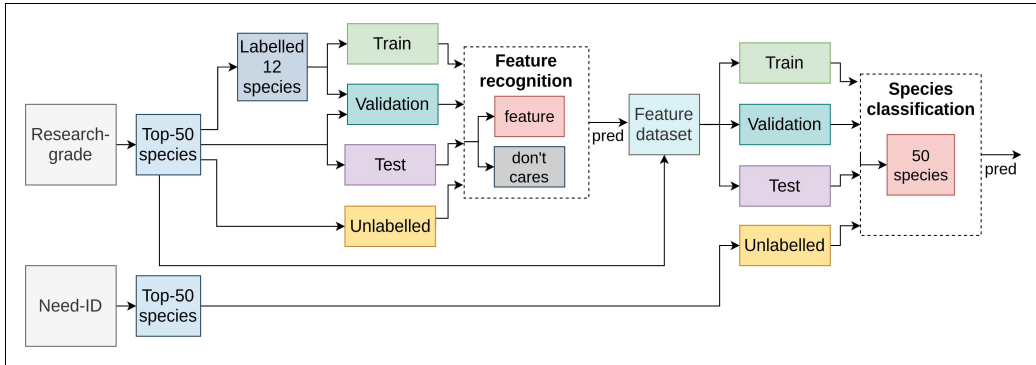 Research-
grade
Top-50
species
Labelled
12
species
Train
Validation
Test
Unlabelled
Feature
recognition
feature
don't
cares
pred
Feature
dataset
Train
Validation
Test
Unlabelled
Species
classification
50
species
pred
Need-ID
Top-50
species